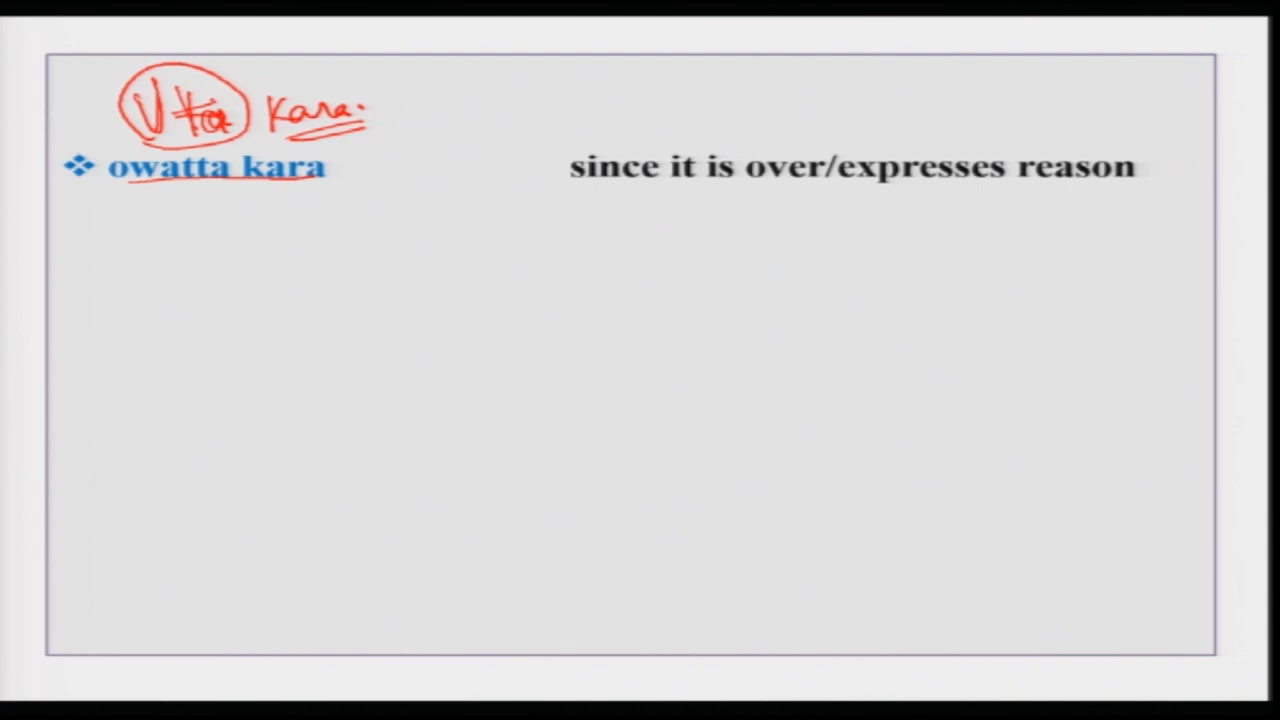 V ta kara.
❖ owatta kara since it is over/expresses reason